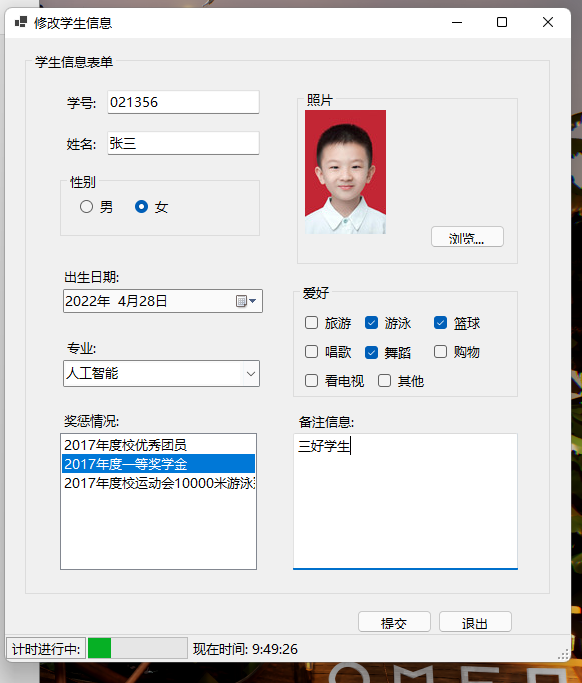 修改学生信息
学生信息表单
学号: 021356
姓名: 张三
性别
男 女
出生日期:
2022年 4月28日
专业:
人工智能
奖惩情况:
2017年度校优秀团员
2017年度一等奖学金
2017年度校运动会10000米游泳
照片
浏览...
爱好
旅游 游泳 篮球
唱歌 舞蹈 购物
看电视 其他
备注信息:
三好学生
提交 退出
计时进行中: 现在时间: 9:49:26